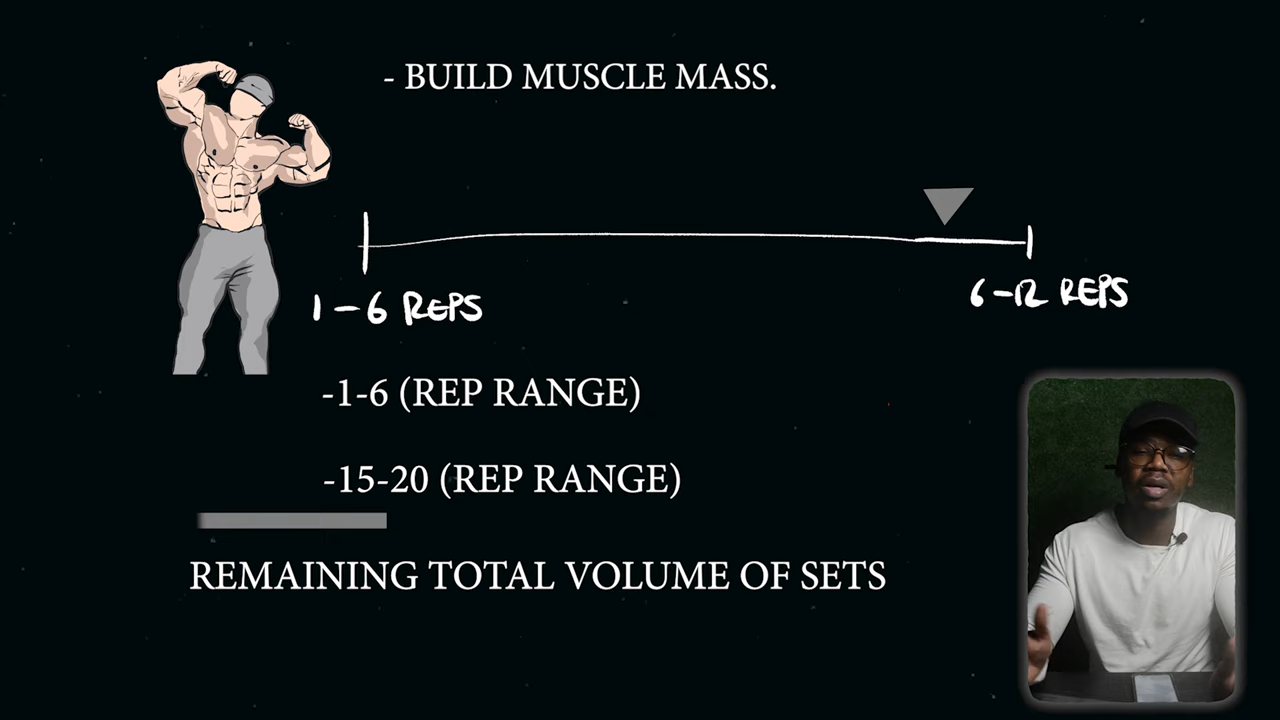 - BUILD MUSCLE MASS.
1-6 REPS
6-12 REPS
-1-6 (REP RANGE)
-15-20 (REP RANGE)
REMAINING TOTAL VOLUME OF SETS